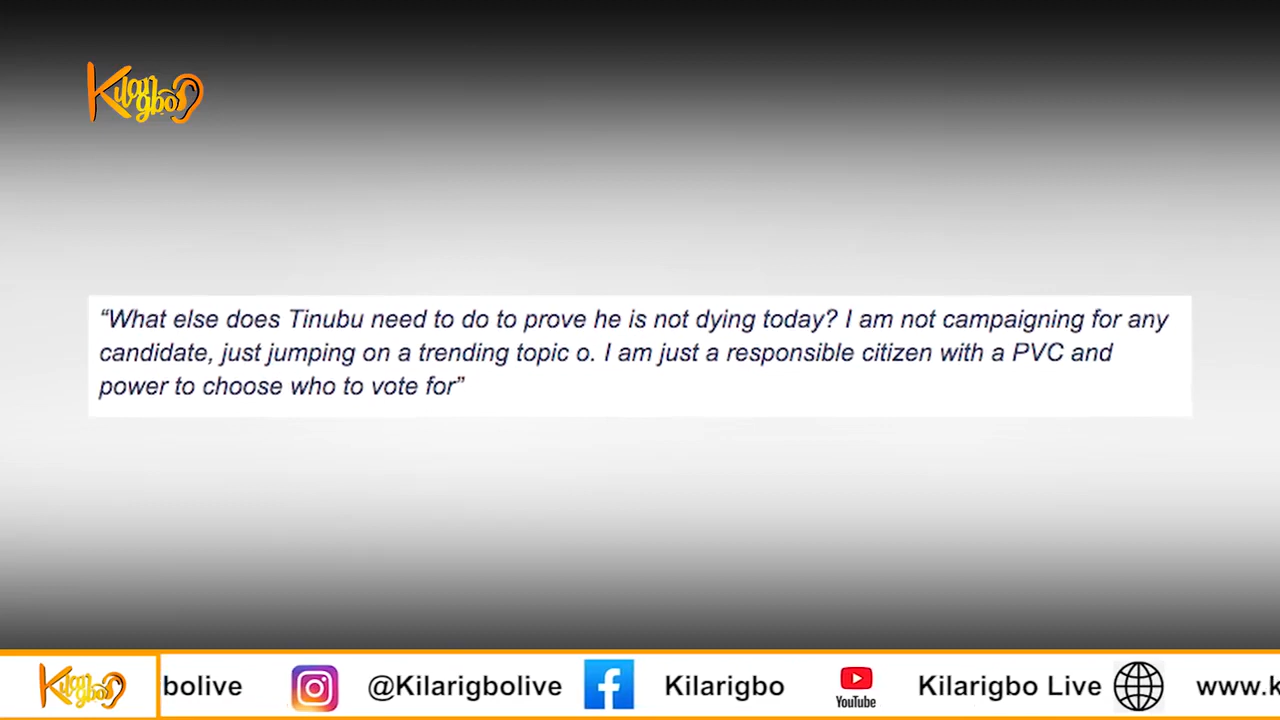 Kilarigbo
“What else does Tinubu need to do to prove he is not dying today? I am not campaigning for any
candidate, just jumping on a trending topic o. I am just a responsible citizen with a PVC and
power to choose who to vote for”
Kilarigbo
bolive
@Kilarigbolive
Kilarigbo
YouTube
Kilarigbo Live
www.k